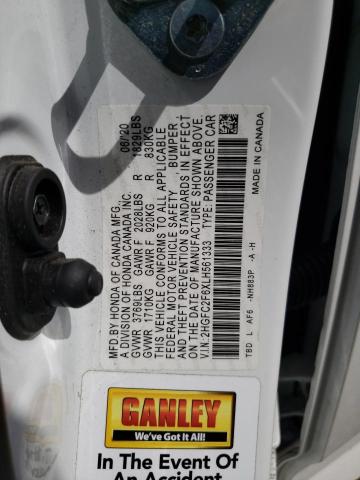 MFD.BY HONDA OF CANADA MFG. 06/20
A DIVISION OF HONDA CANADA INC.
GVWR 3769LBS GAWR F 2028LBS R 1829LBS
GVWR 1710KG GAWR F 920KG R 830KG
THIS VEHICLE CONFORMS TO ALL APPLICABLE
FEDERAL MOTOR VEHICLE SAFETY, BUMPER,
AND THEFT PREVENTION STANDARDS IN EFFECT
ON THE DATE OF MANUFACTURE SHOWN ABOVE.
V.I.N.: 2HGFC2F6XLH561333 TYPE: PASSENGER CAR
TBD L AF6 -NH883P -A -H MADE IN CANADA
GANLEY
We've Got It All!
In The Event Of
An Accident